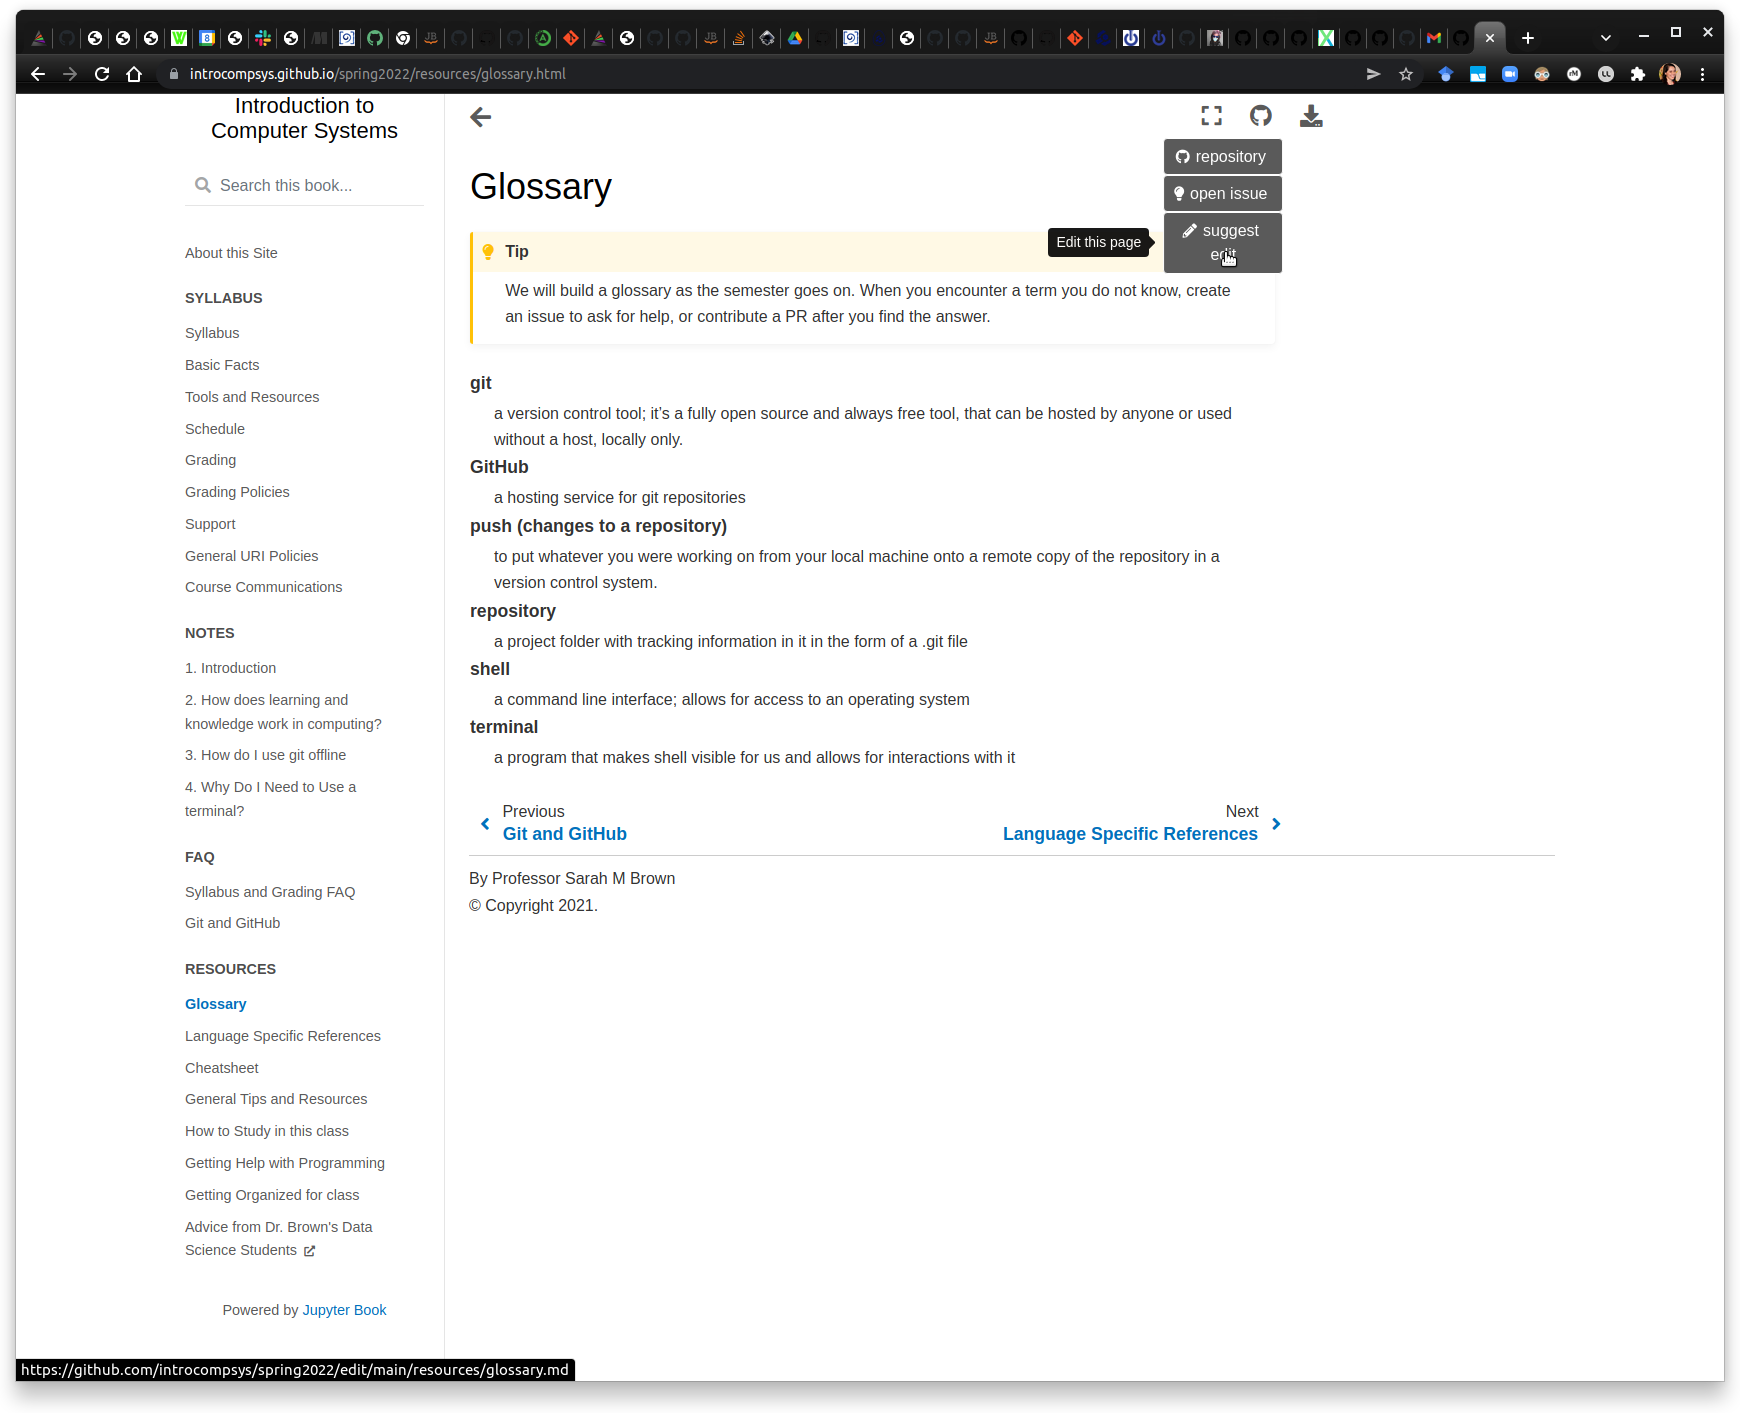 introcompsys.github.io/spring2022/resources/glossary.html
Introduction to
Computer Systems
Search this book...
About this Site
SYLLABUS
Syllabus
Basic Facts
Tools and Resources
Schedule
Grading
Grading Policies
Support
General URI Policies
Course Communications
NOTES
1. Introduction
2. How does learning and
knowledge work in computing?
3. How do I use git offline
4. Why Do I Need to Use a
terminal?
FAQ
Syllabus and Grading FAQ
Git and GitHub
RESOURCES
Glossary
Language Specific References
Cheatsheet
General Tips and Resources
How to Study in this class
Getting Help with Programming
Getting Organized for class
Advice from Dr. Brown's Data
Science Students
Powered by Jupyter Book
repository
open issue
suggest
edit
Edit this page
Glossary
Tip
We will build a glossary as the semester goes on. When you encounter a term you do not know, create
an issue to ask for help, or contribute a PR after you find the answer.
git
a version control tool; it’s a fully open source and always free tool, that can be hosted by anyone or used
without a host, locally only.
GitHub
a hosting service for git repositories
push (changes to a repository)
to put whatever you were working on from your local machine onto a remote copy of the repository in a
version control system.
repository
a project folder with tracking information in it in the form of a .git file
shell
a command line interface; allows for access to an operating system
terminal
a program that makes shell visible for us and allows for interactions with it
Previous
Git and GitHub
Next
Language Specific References
By Professor Sarah M Brown
© Copyright 2021.
https://github.com/introcompsys/spring2022/edit/main/resources/glossary.md